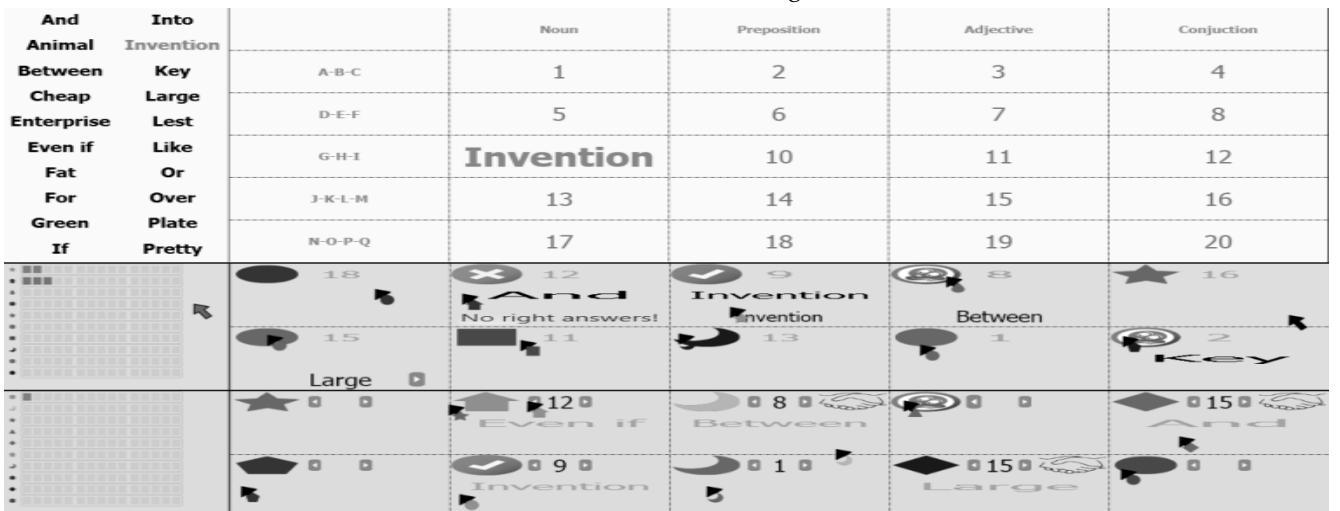 And Into
Noun Preposition Adjective Conjuction
Animal Invention
Between Key
A-B-C 1 2 3 4
Cheap Large
Enterprise Lest
D-E-F 5 6 7 8
Even if Like
G-H-I Invention 10 11 12
Fat Or
For Over
J-K-L-M 13 14 15 16
Green Plate
If Pretty
N-O-P-Q 17 18 19 20
18 12 9 8 16
And Invention
No right answers! Invention Between
15 11 13 1 2
Key
Large
12 8 15
Even if Between And
9 1 15
Invention Large